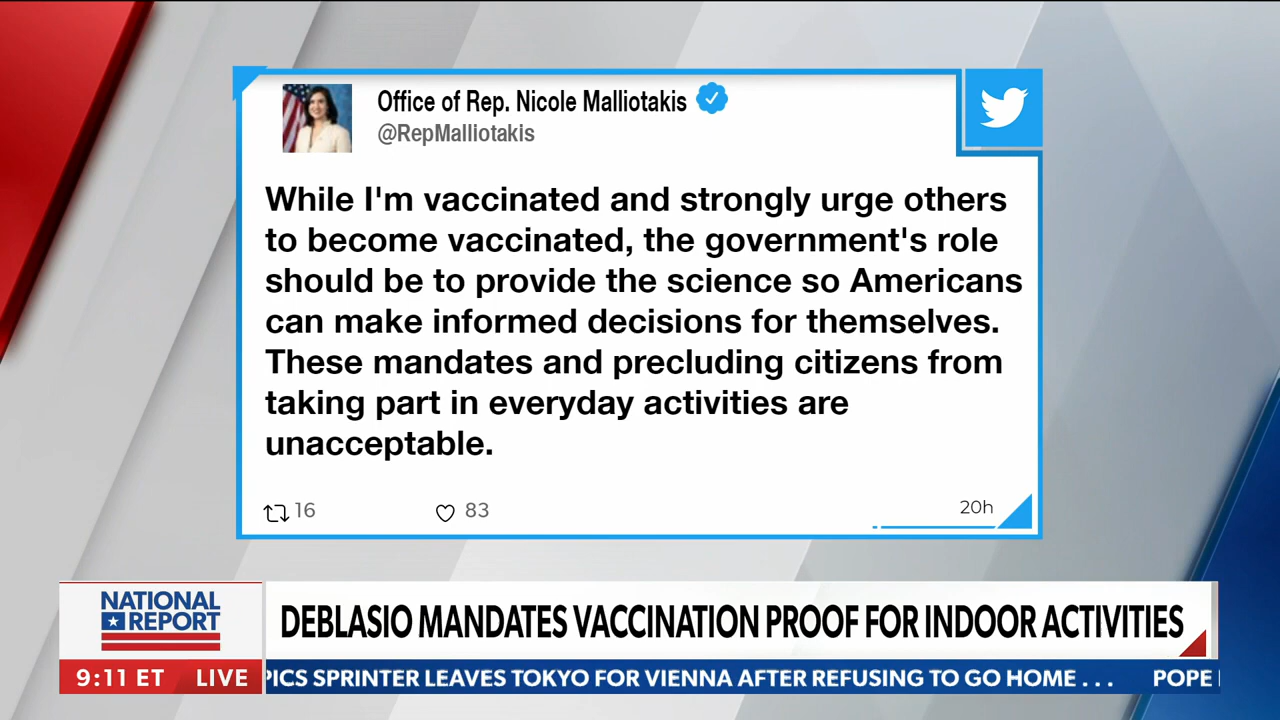 Office of Rep. Nicole Malliotakis
@RepMalliotakis
While I'm vaccinated and strongly urge others
to become vaccinated, the government's role
should be to provide the science so Americans
can make informed decisions for themselves.
These mandates and precluding citizens from
taking part in everyday activities are
unacceptable.
16 83 20h
NATIONAL
REPORT
DEBLASIO MANDATES VACCINATION PROOF FOR INDOOR ACTIVITIES
9:11 ET LIVE
PICS SPRINTER LEAVES TOKYO FOR VIENNA AFTER REFUSING TO GO HOME . . . POPE